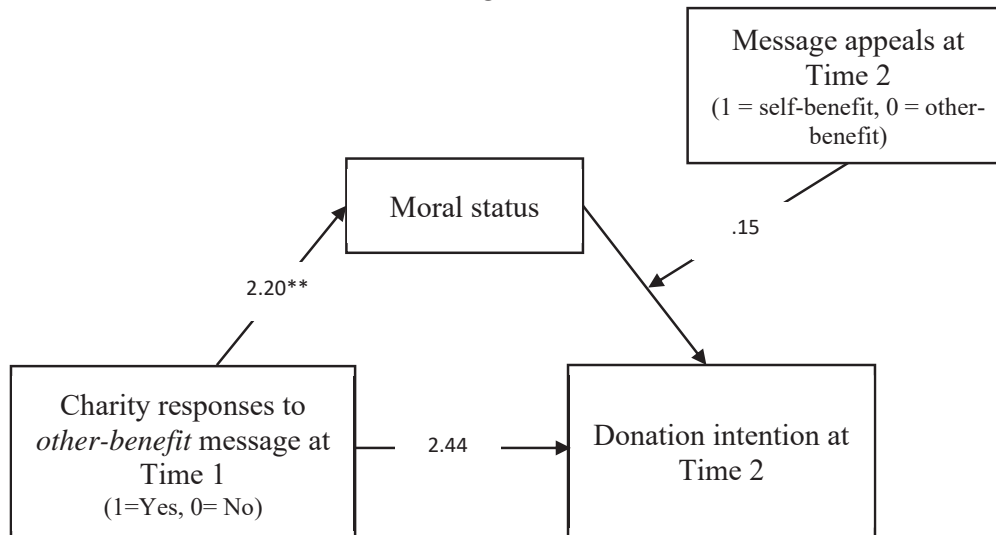 Message appeals at
Time 2
(1 = self-benefit, 0 = other-
benefit)
Moral status
.15
2.20**
Charity responses to
other-benefit message at
Time 1
(1=Yes, 0= No)
2.44
Donation intention at
Time 2